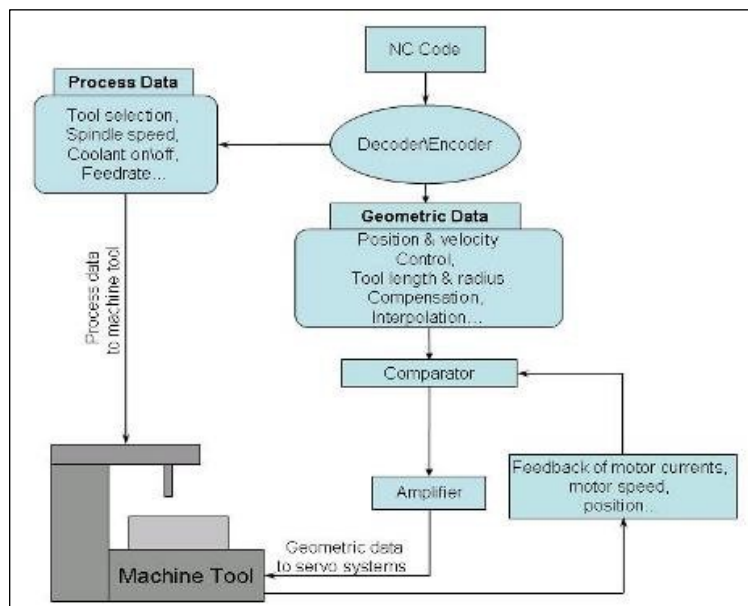 NC Code
Process Data
Tool selection,
Spindle speed,
Coolant on\off,
Feedrate...
Decoder\Encoder
Geometric Data
Position & velocity
Control,
Tool length & radius
Compensation,
Interpolation...
Process data
to machine tool
Comparator
Amplifier
Feedback of motor currents,
motor speed,
position...
Geometric data
to servo systems
Machine Tool